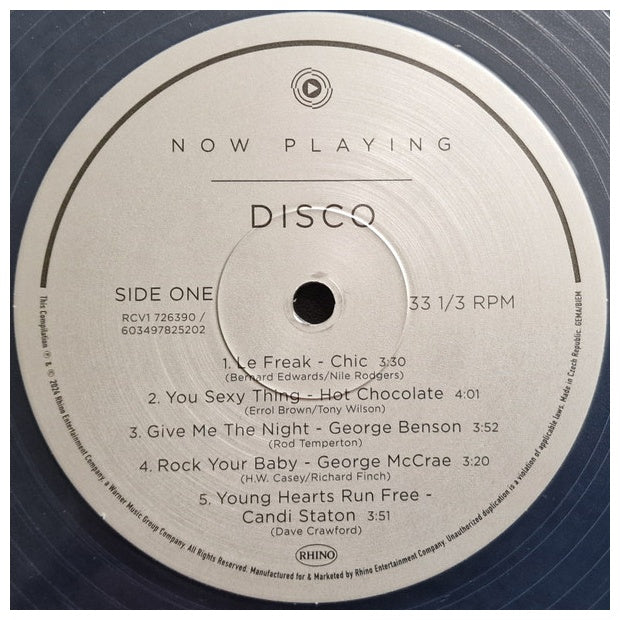 NOW PLAYING
DISCO
SIDE ONE
RCV1 726390 /
603497825202
33 1/3 RPM
1. Le Freak - Chic 3:30
(Bernard Edwards/Nile Rodgers)
2. You Sexy Thing - Hot Chocolate 4:01
(Errol Brown/Tony Wilson)
3. Give Me The Night - George Benson 3:52
(Rod Temperton)
4. Rock Your Baby - George McCrae 3:20
(H.W. Casey/Richard Finch)
5. Young Hearts Run Free -
Candi Staton 3:51
(Dave Crawford)
RHINO
This Compilation ℗ & © 2024 Rhino Entertainment Company, a Warner Music Group Company. All Rights Reserved. Manufactured for & Marketed by Rhino Entertainment Company. Unauthorized duplication is a violation of applicable laws. Made in Czech Republic. GEMA/BIEM